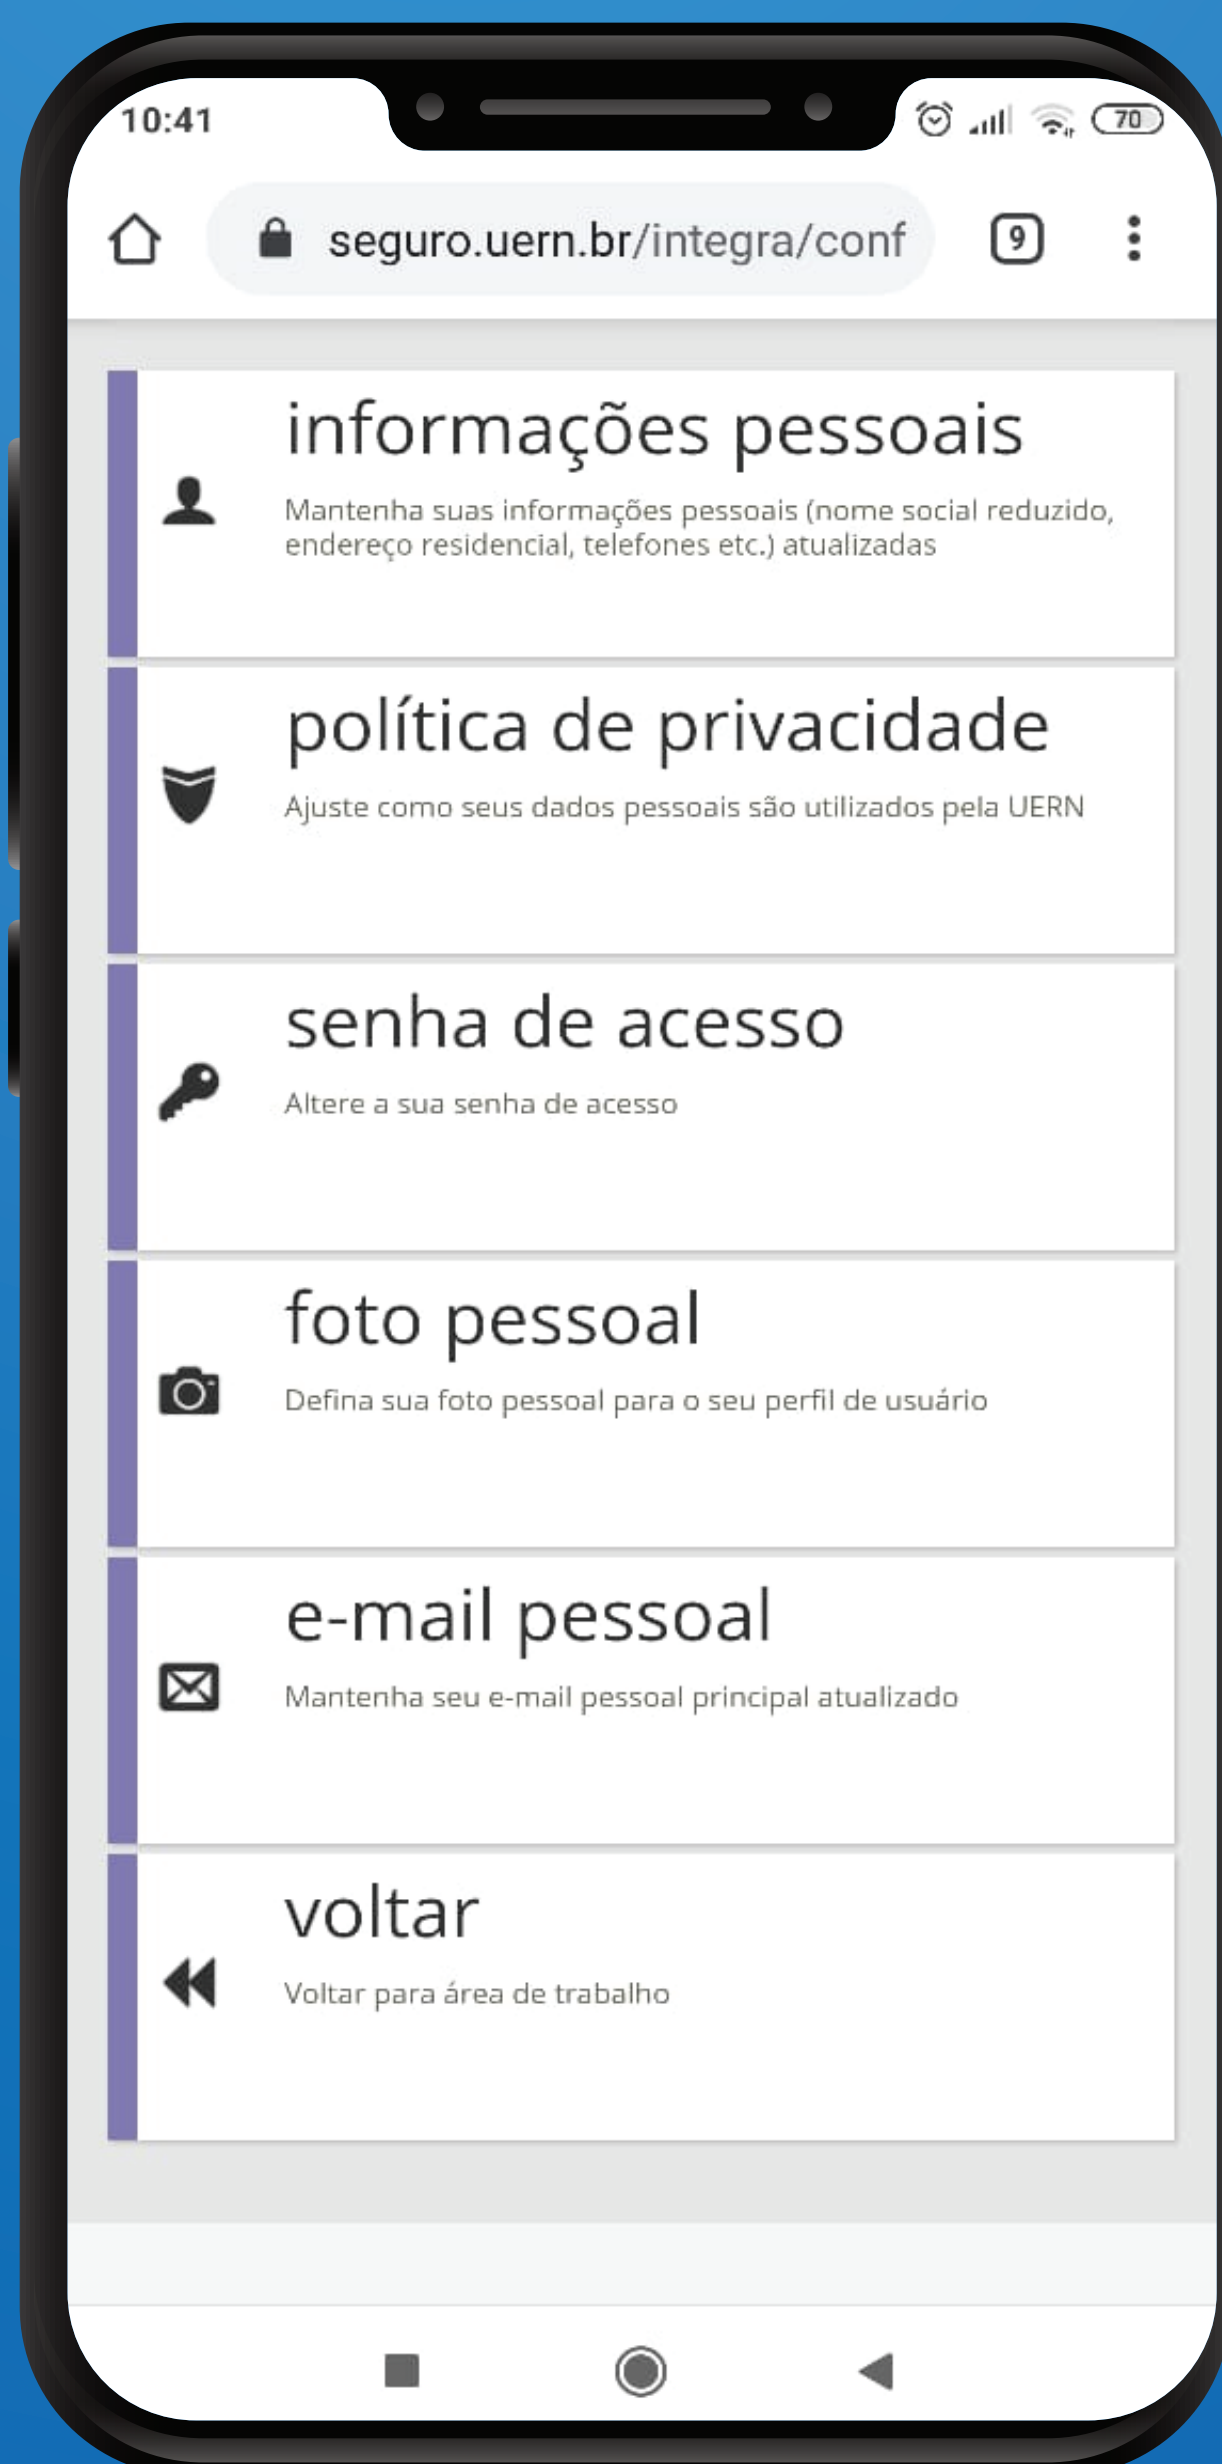 10:41
70
seguro.uern.br/integra/conf
9
informações pessoais
Mantenha suas informações pessoais (nome social reduzido,
endereço residencial, telefones etc.) atualizadas
política de privacidade
Ajuste como seus dados pessoais são utilizados pela UERN
senha de acesso
Altere a sua senha de acesso
foto pessoal
Defina sua foto pessoal para o seu perfil de usuário
e-mail pessoal
Mantenha seu e-mail pessoal principal atualizado
voltar
Voltar para área de trabalho